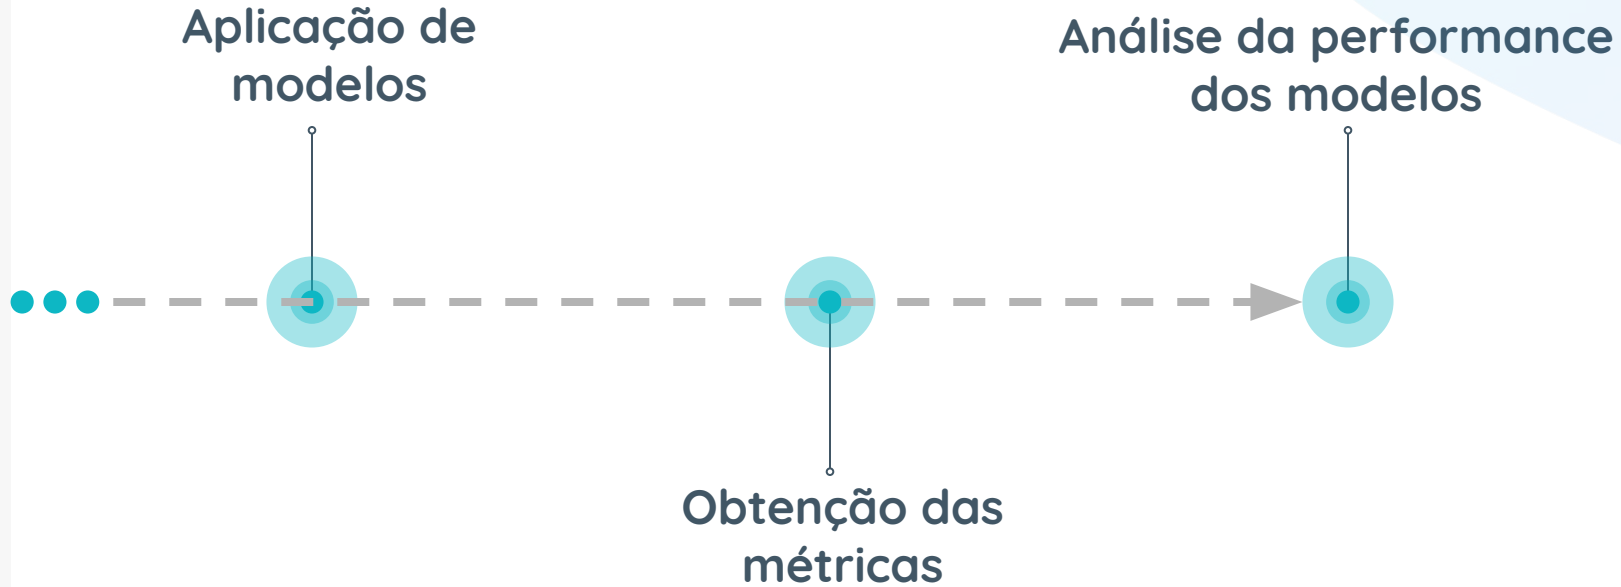 Aplicação de
modelos
Obtenção das
métricas
Análise da performance
dos modelos